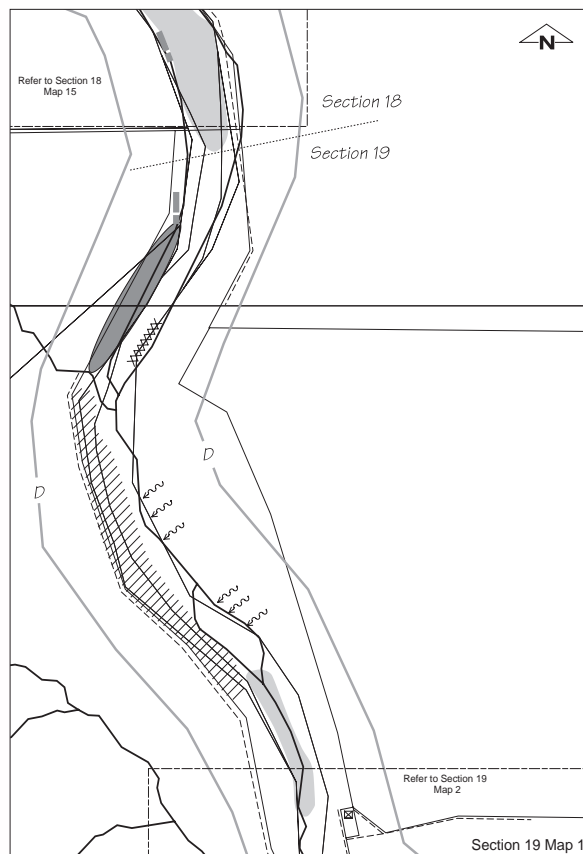 N
Refer to Section 18
Map 15
Section 18
Section 19
D
D
Refer to Section 19
Map 2
Section 19 Map 1